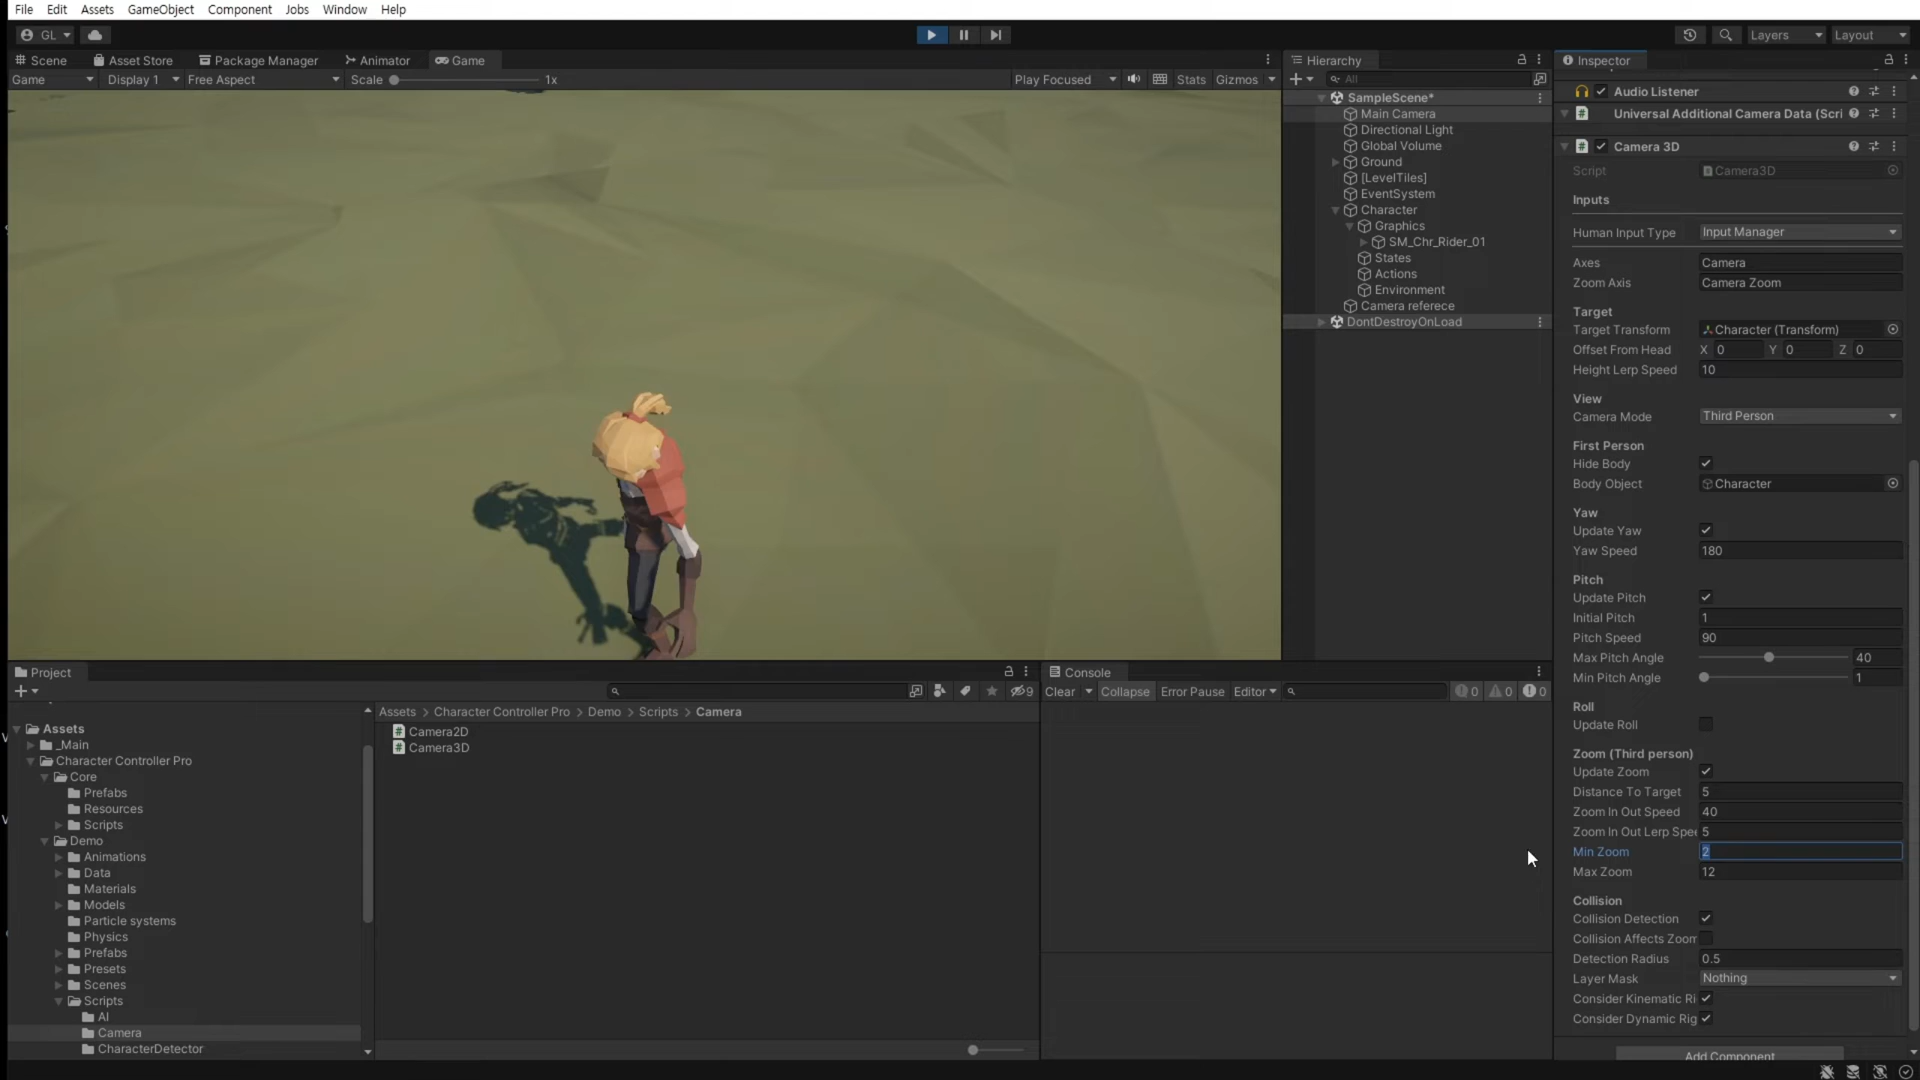 File Edit Assets GameObject Component Jobs Window Help
GL Layers Layout
Scene Asset Store Package Manager Animator Game
Game Display 1 Free Aspect Scale 1x Play Focused Stats Gizmos
Hierarchy
All
SampleScene*
Main Camera
Directional Light
Global Volume
Ground
[LevelTiles]
EventSystem
Character
Graphics
SM_Chr_Rider_01
States
Actions
Environment
Camera referece
DontDestroyOnLoad
Inspector
Audio Listener
Universal Additional Camera Data (Scri
Camera 3D
Script Camera3D
Inputs
Human Input Type Input Manager
Axes Camera
Zoom Axis Camera Zoom
Target
Target Transform Character (Transform)
Offset From Head X 0 Y 0 Z 0
Height Lerp Speed 10
View
Camera Mode Third Person
First Person
Hide Body
Body Object Character
Yaw
Update Yaw
Yaw Speed 180
Pitch
Update Pitch
Initial Pitch 1
Pitch Speed 90
Max Pitch Angle 40
Min Pitch Angle 1
Roll
Update Roll
Zoom (Third person)
Update Zoom
Distance To Target 5
Zoom In Out Speed 40
Zoom In Out Lerp Spee 5
Min Zoom 2
Max Zoom 12
Collision
Collision Detection
Collision Affects Zoom
Detection Radius 0.5
Layer Mask Nothing
Consider Kinematic Ri
Consider Dynamic Rig
Add Component
Project
9
Assets
_Main
Character Controller Pro
Core
Prefabs
Resources
Scripts
Demo
Animations
Data
Materials
Models
Particle systems
Physics
Prefabs
Presets
Scenes
Scripts
AI
Camera
CharacterDetector
Assets > Character Controller Pro > Demo > Scripts > Camera
Camera2D
Camera3D
Console
Clear Collapse Error Pause Editor 0 0 0